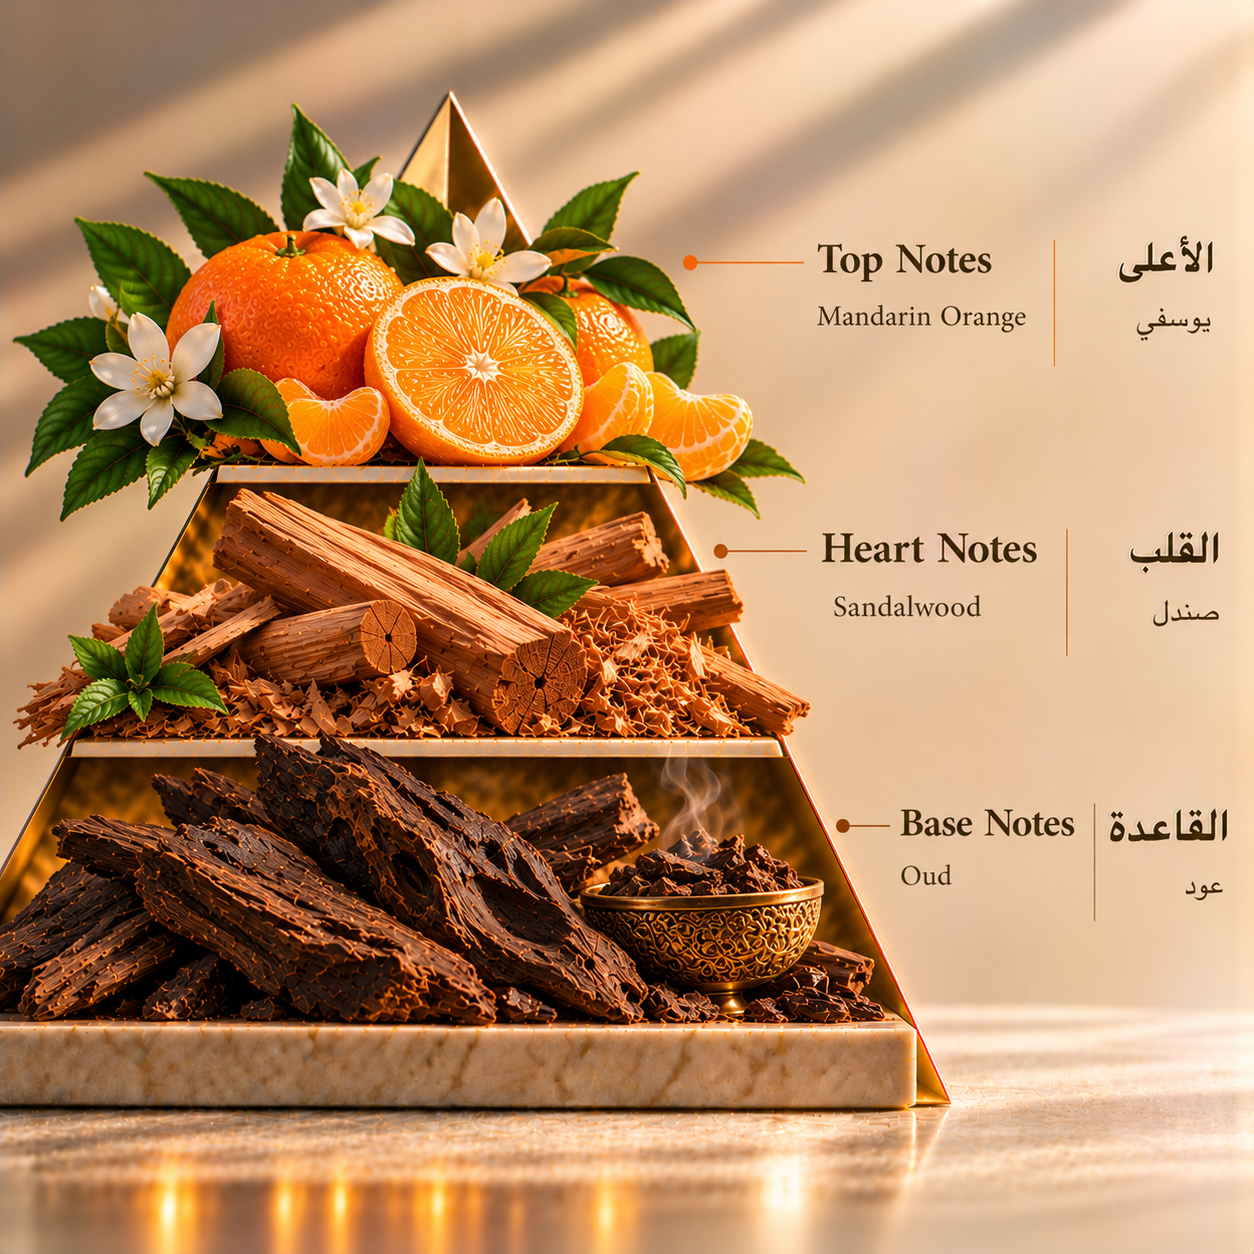 Top Notes
الأعلى
Mandarin Orange
يوسفي
Heart Notes
القلب
Sandalwood
صندل
Base Notes
القاعدة
Oud
عود